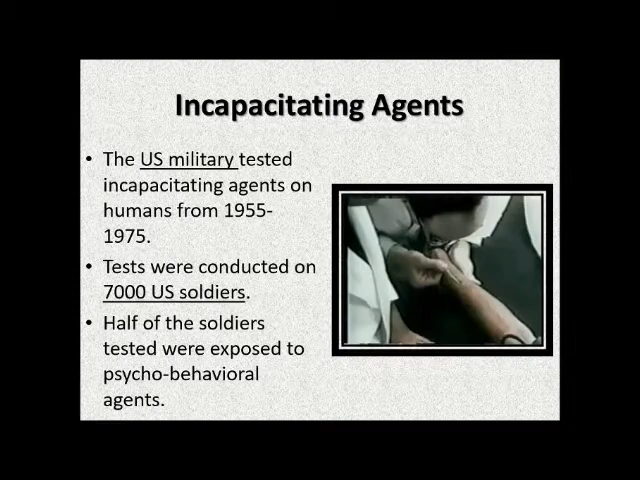 Incapacitating Agents
• The US military tested
incapacitating agents on
humans from 1955-
1975.
• Tests were conducted on
7000 US soldiers.
• Half of the soldiers
tested were exposed to
psycho-behavioral
agents.